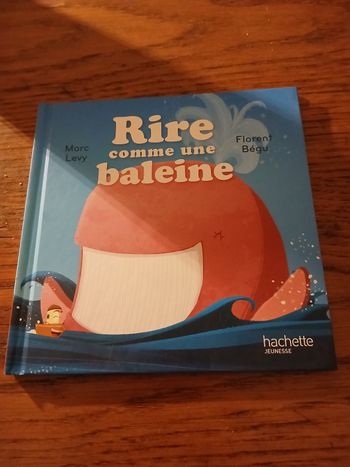 Marc
Levy
Rire
comme une
baleine
Florent
Bégu
hachette
JEUNESSE